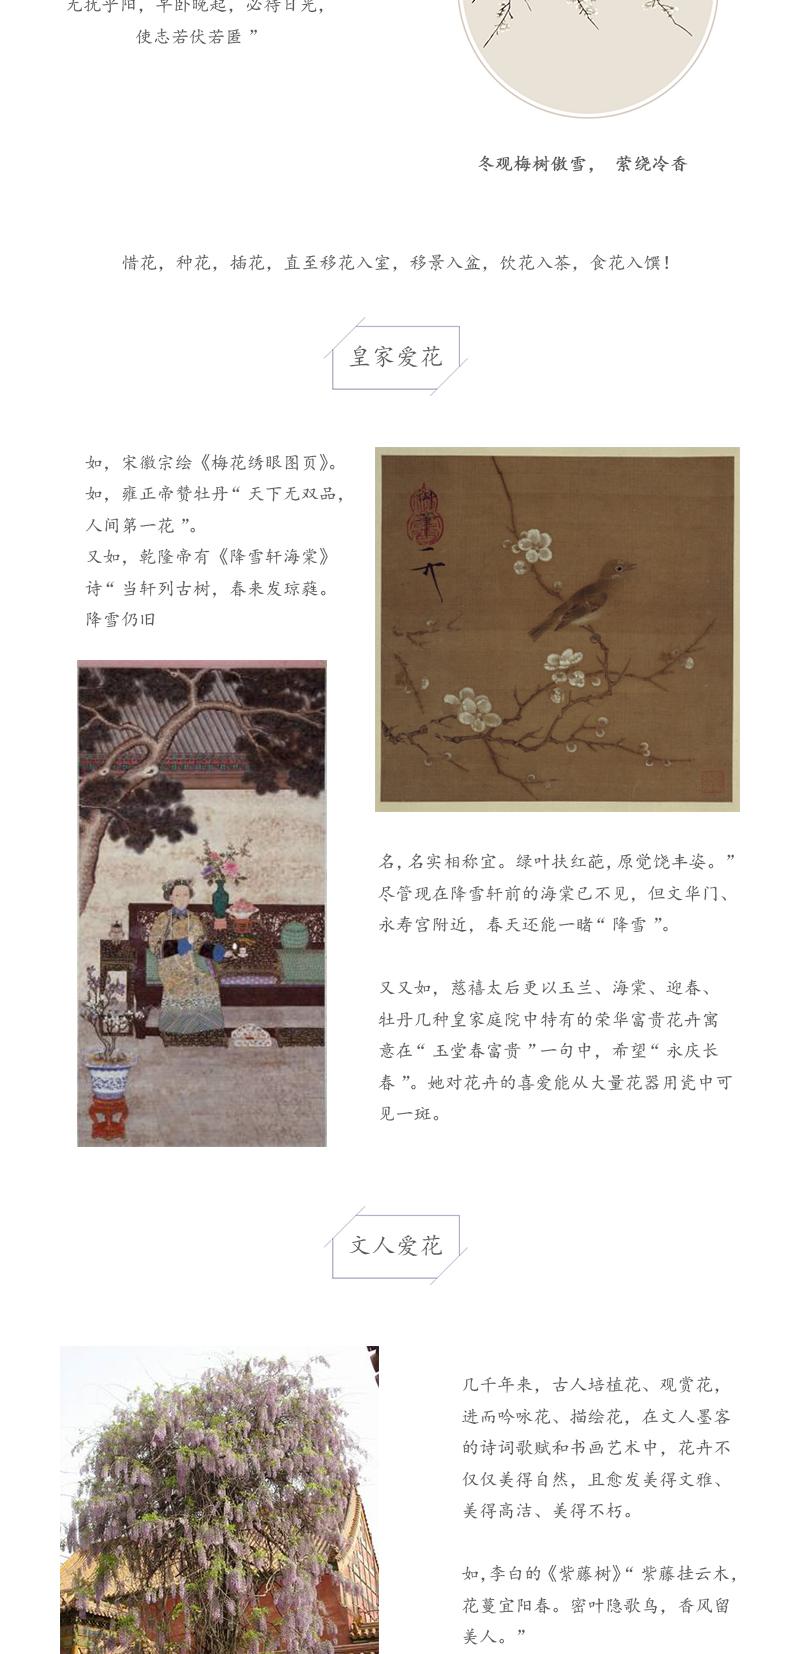 无扰乎阳，早卧晚起，必待日光，
使志若伏若匿 ”
冬观梅树傲雪， 萦绕冷香
惜花，种花，插花，直至移花入室，移景入盆，饮花入茶，食花入馔！
皇家爱花
如，宋徽宗绘《梅花绣眼图页》。
如，雍正帝赞牡丹“ 天下无双品，
人间第一花 ”。
又如，乾隆帝有《降雪轩海棠》
诗“ 当轩列古树，春来发琼蕤。
降雪仍旧
名，名实相称宜。绿叶扶红葩，原觉饶丰姿。”
尽管现在降雪轩前的海棠已不见，但文华门、
永寿宫附近，春天还能一睹“ 降雪 ”。
又又如，慈禧太后更以玉兰、海棠、迎春、
牡丹几种皇家庭院中特有的荣华富贵花卉寓
意在“ 玉堂春富贵 ”一句中，希望“ 永庆长
春 ”。她对花卉的喜爱能从大量花器用瓷中可
见一斑。
文人爱花
几千年来，古人培植花、观赏花，
进而吟咏花、描绘花，在文人墨客
的诗词歌赋和书画艺术中，花卉不
仅仅美得自然，且愈发美得文雅、
美得高洁、美得不朽。
如，李白的《紫藤树》“ 紫藤挂云木，
花蔓宜阳春。密叶隐歌鸟，香风留
美人。”